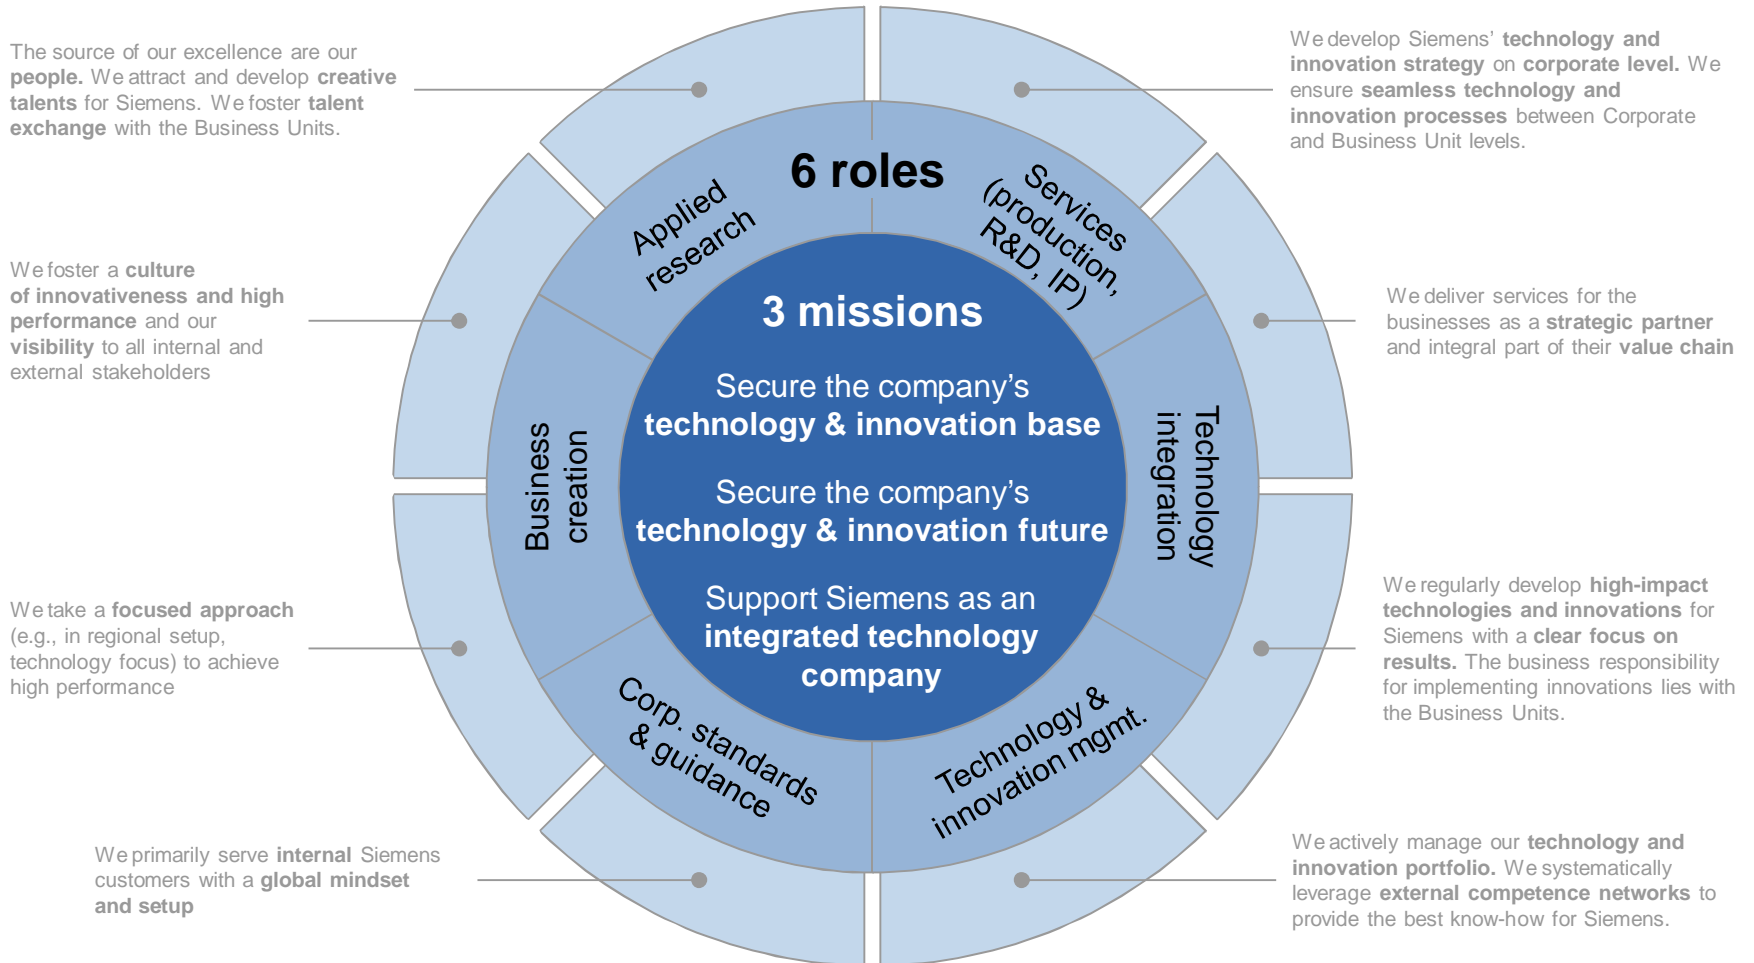 The source of our excellence are our
people. We attract and develop creative
talents for Siemens. We foster talent
exchange with the Business Units.
We foster a culture
of innovativeness and high
performance and our
visibility to all internal and
external stakeholders
We take a focused approach
(e.g., in regional setup,
technology focus) to achieve
high performance
We primarily serve internal Siemens
customers with a global mindset
and setup
6 roles
Applied
research
Services
(production,
R&D, IP)
Business
creation
Technology
integration
Corp. standards
& guidance
Technology &
innovation mgmt.
3 missions
Secure the company's
technology & innovation base
Secure the company's
technology & innovation future
Support Siemens as an
integrated technology
company
We develop Siemens' technology and
innovation strategy on corporate level. We
ensure seamless technology and
innovation processes between Corporate
and Business Unit levels.
We deliver services for the
businesses as a strategic partner
and integral part of their value chain
We regularly develop high-impact
technologies and innovations for
Siemens with a clear focus on
results. The business responsibility
for implementing innovations lies with
the Business Units.
We actively manage our technology and
innovation portfolio. We systematically
leverage external competence networks to
provide the best know-how for Siemens.